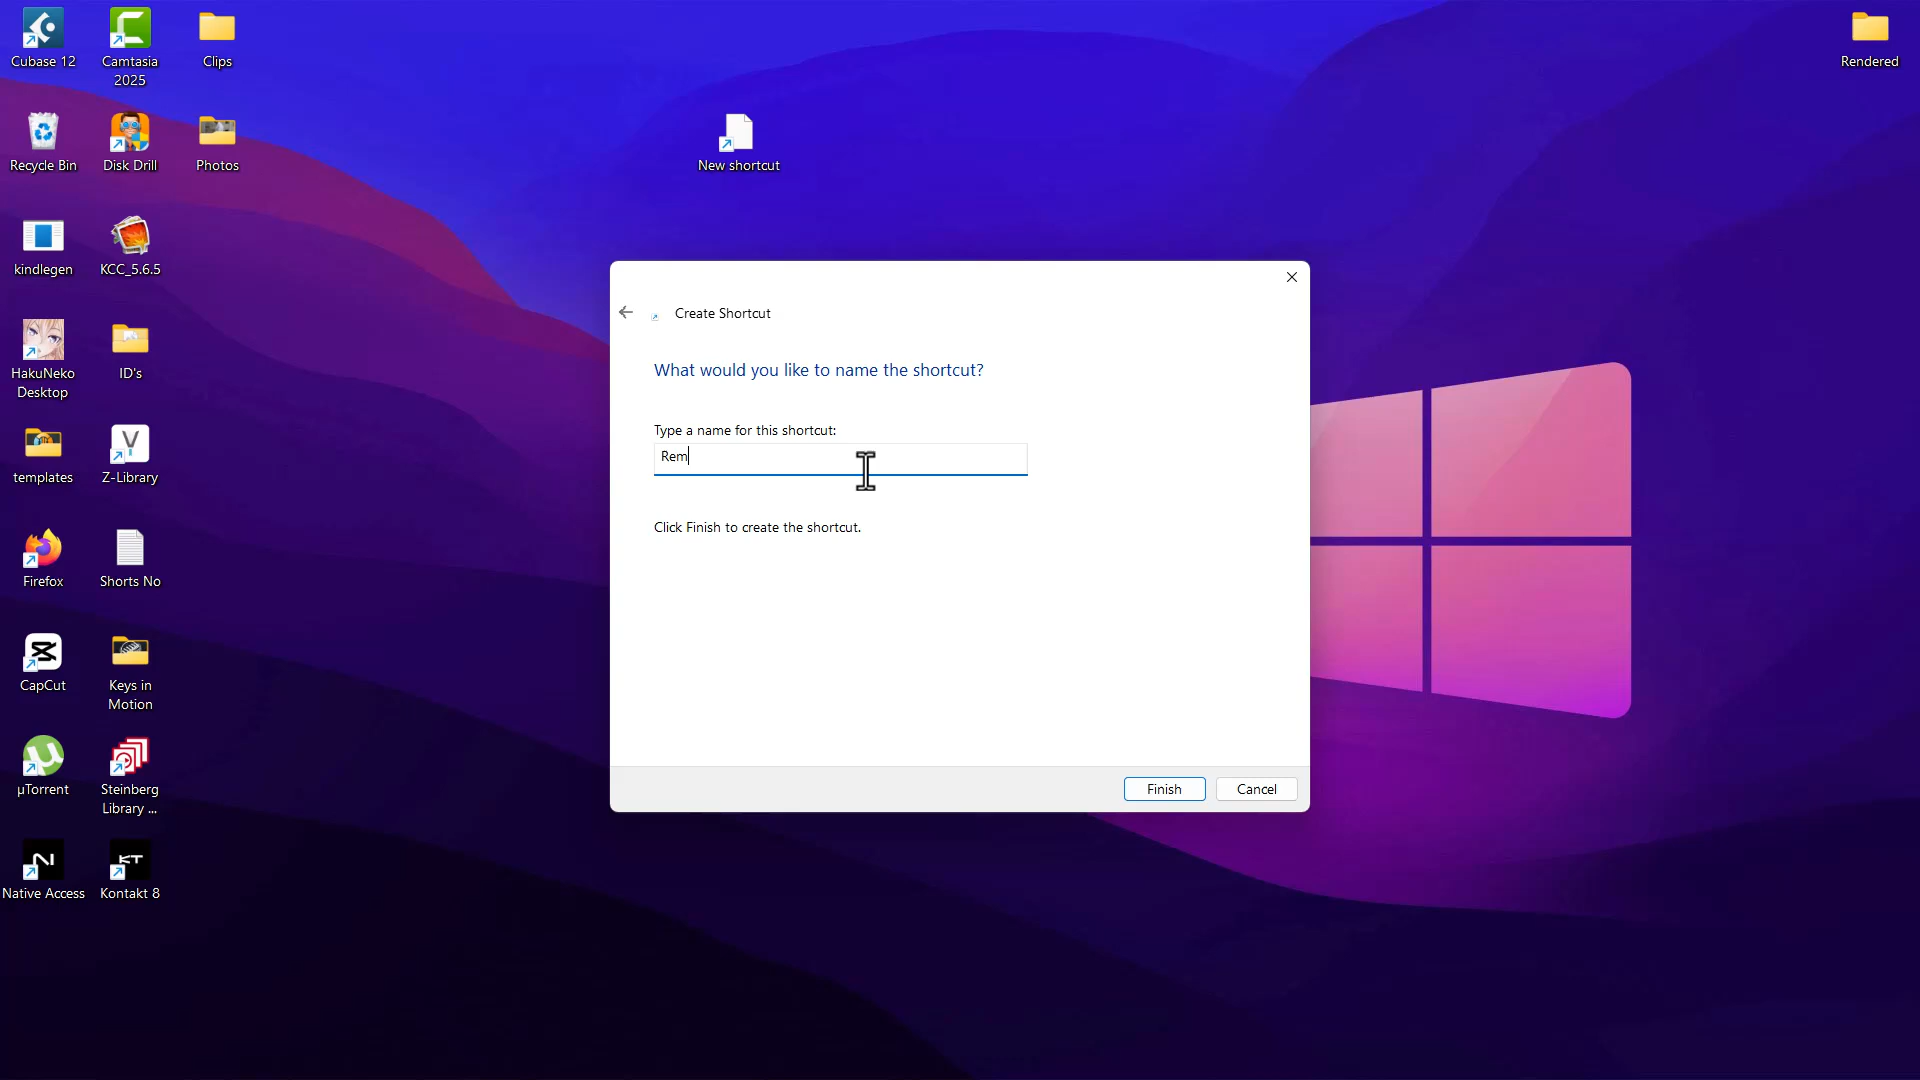 Cubase 12
Camtasia
2025
Clips
Rendered
Recycle Bin
Disk Drill
Photos
New shortcut
kindlegen
KCC_5.6.5
HakuNeko
Desktop
ID's
templates
Z-Library
Firefox
Shorts No
CapCut
Keys in
Motion
µTorrent
Steinberg
Library ...
Native Access
KT
Kontakt 8
Create Shortcut
What would you like to name the shortcut?
Type a name for this shortcut:
Rem
Click Finish to create the shortcut.
Finish
Cancel